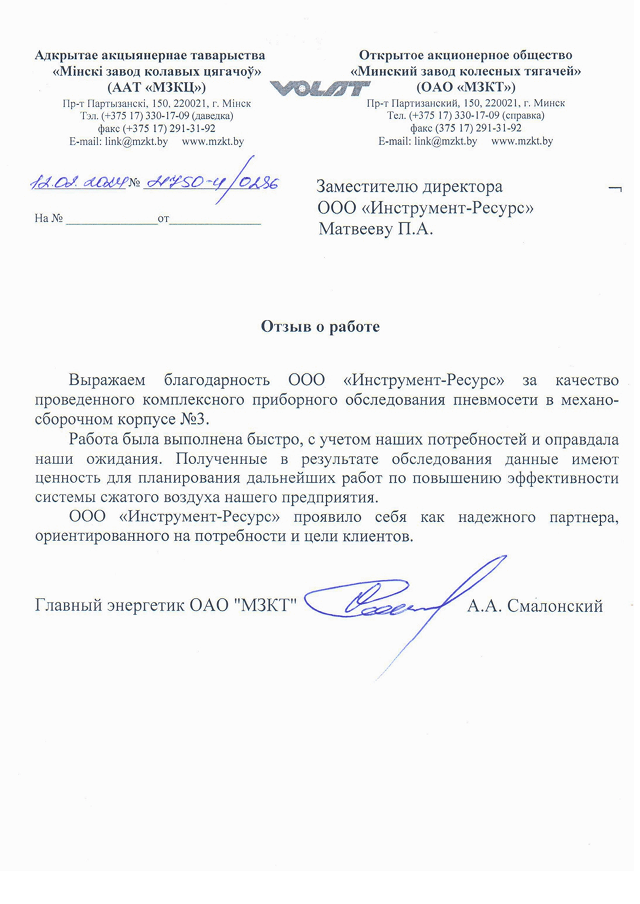 Адкрытае акцыянернае таварыства
«Мінскі завод колавых цягачоў»
(ААТ «МЗКЦ»)
Пр-т Партызанскі, 150, 220021, г. Мінск
Тэл. (+375 17) 330-17-09 (даведка)
факс (+375 17) 291-31-92
E-mail: link@mzkt.by www.mzkt.by
VOLAT
Открытое акционерное общество
«Минский завод колесных тягачей»
(ОАО «МЗКТ»)
Пр-т Партизанский, 150, 220021, г. Минск
Тел. (+375 17) 330-17-09 (справка)
факс (375 17) 291-31-92
E-mail: link@mzkt.by www.mzkt.by
12.02.2024 № 21750-4/0286
На № ________________от________________
Заместителю директора
ООО «Инструмент-Ресурс»
Матвееву П.А.
Отзыв о работе
Выражаем благодарность ООО «Инструмент-Ресурс» за качество
проведенного комплексного приборного обследования пневмосети в механо-
сборочном корпусе №3.
Работа была выполнена быстро, с учетом наших потребностей и оправдала
наши ожидания. Полученные в результате обследования данные имеют
ценность для планирования дальнейших работ по повышению эффективности
системы сжатого воздуха нашего предприятия.
ООО «Инструмент-Ресурс» проявило себя как надежного партнера,
ориентированного на потребности и цели клиентов.
Главный энергетик ОАО "МЗКТ" А.А. Смалонский